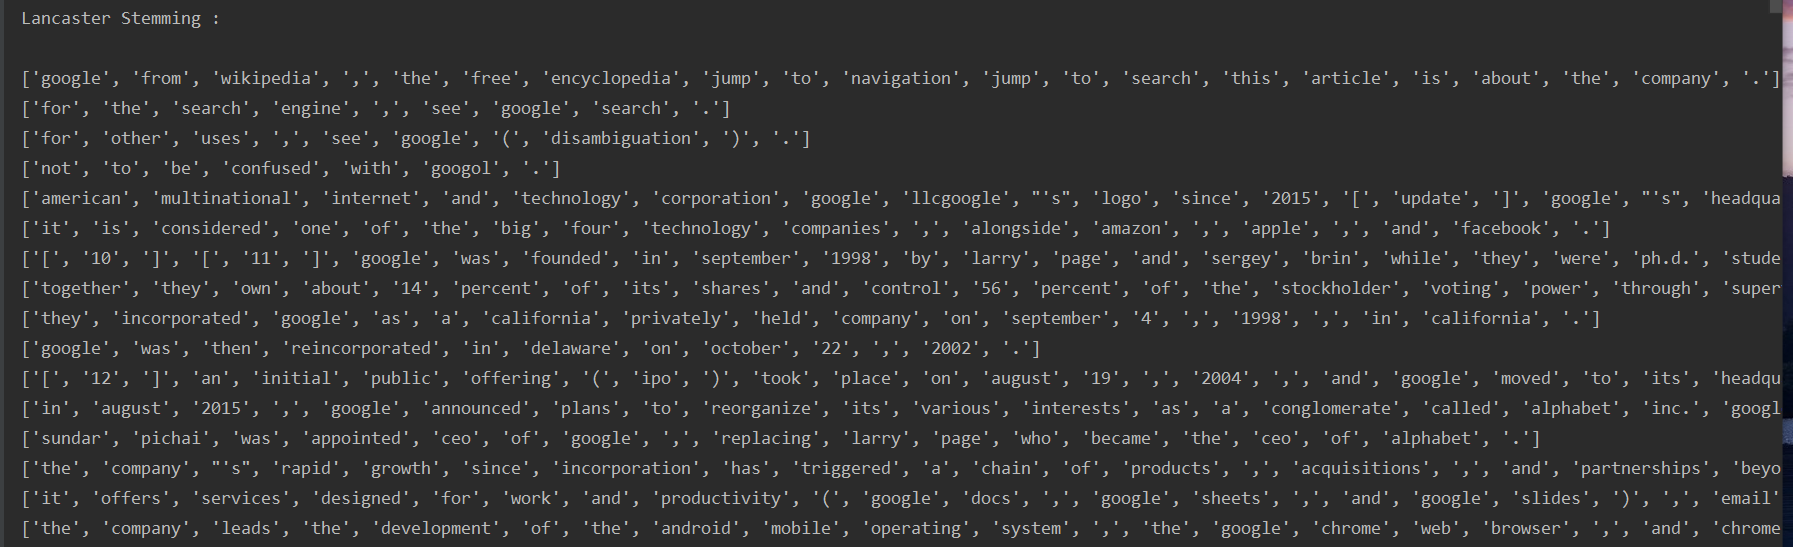 Lancaster Stemming :
['google', 'from', 'wikipedia', ',', 'the', 'free', 'encyclopedia', 'jump', 'to', 'navigation', 'jump', 'to', 'search', 'this', 'article', 'is', 'about', 'the', 'company', '.']
['for', 'the', 'search', 'engine', ',', 'see', 'google', 'search', '.']
['for', 'other', 'uses', ',', 'see', 'google', '(', 'disambiguation', ')', '.']
['not', 'to', 'be', 'confused', 'with', 'googol', '.']
['american', 'multinational', 'internet', 'and', 'technology', 'corporation', 'google', 'llcgoogle', "'s", 'logo', 'since', '2015', '[', 'update', ']', 'google', "'s", 'headqua
['it', 'is', 'considered', 'one', 'of', 'the', 'big', 'four', 'technology', 'companies', ',', 'alongside', 'amazon', ',', 'apple', ',', 'and', 'facebook', '.']
['[', '10', ']', '[', '11', ']', 'google', 'was', 'founded', 'in', 'september', '1998', 'by', 'larry', 'page', 'and', 'sergey', 'brin', 'while', 'they', 'were', 'ph.d.', 'stude
['together', 'they', 'own', 'about', '14', 'percent', 'of', 'its', 'shares', 'and', 'control', '56', 'percent', 'of', 'the', 'stockholder', 'voting', 'power', 'through', 'super
['they', 'incorporated', 'google', 'as', 'a', 'california', 'privately', 'held', 'company', 'on', 'september', '4', ',', '1998', ',', 'in', 'california', '.']
['google', 'was', 'then', 'reincorporated', 'in', 'delaware', 'on', 'october', '22', ',', '2002', '.']
['[', '12', ']', 'an', 'initial', 'public', 'offering', '(', 'ipo', ')', 'took', 'place', 'on', 'august', '19', ',', '2004', ',', 'and', 'google', 'moved', 'to', 'its', 'headqu
['in', 'august', '2015', ',', 'google', 'announced', 'plans', 'to', 'reorganize', 'its', 'various', 'interests', 'as', 'a', 'conglomerate', 'called', 'alphabet', 'inc.', 'googl
['sundar', 'pichai', 'was', 'appointed', 'ceo', 'of', 'google', ',', 'replacing', 'larry', 'page', 'who', 'became', 'the', 'ceo', 'of', 'alphabet', '.']
['the', 'company', "'s", 'rapid', 'growth', 'since', 'incorporation', 'has', 'triggered', 'a', 'chain', 'of', 'products', ',', 'acquisitions', ',', 'and', 'partnerships', 'beyo
['it', 'offers', 'services', 'designed', 'for', 'work', 'and', 'productivity', '(', 'google', 'docs', ',', 'google', 'sheets', ',', 'and', 'google', 'slides', ')', ',', 'email'
['the', 'company', 'leads', 'the', 'development', 'of', 'the', 'android', 'mobile', 'operating', 'system', ',', 'the', 'google', 'chrome', 'web', 'browser', ',', 'and', 'chrome